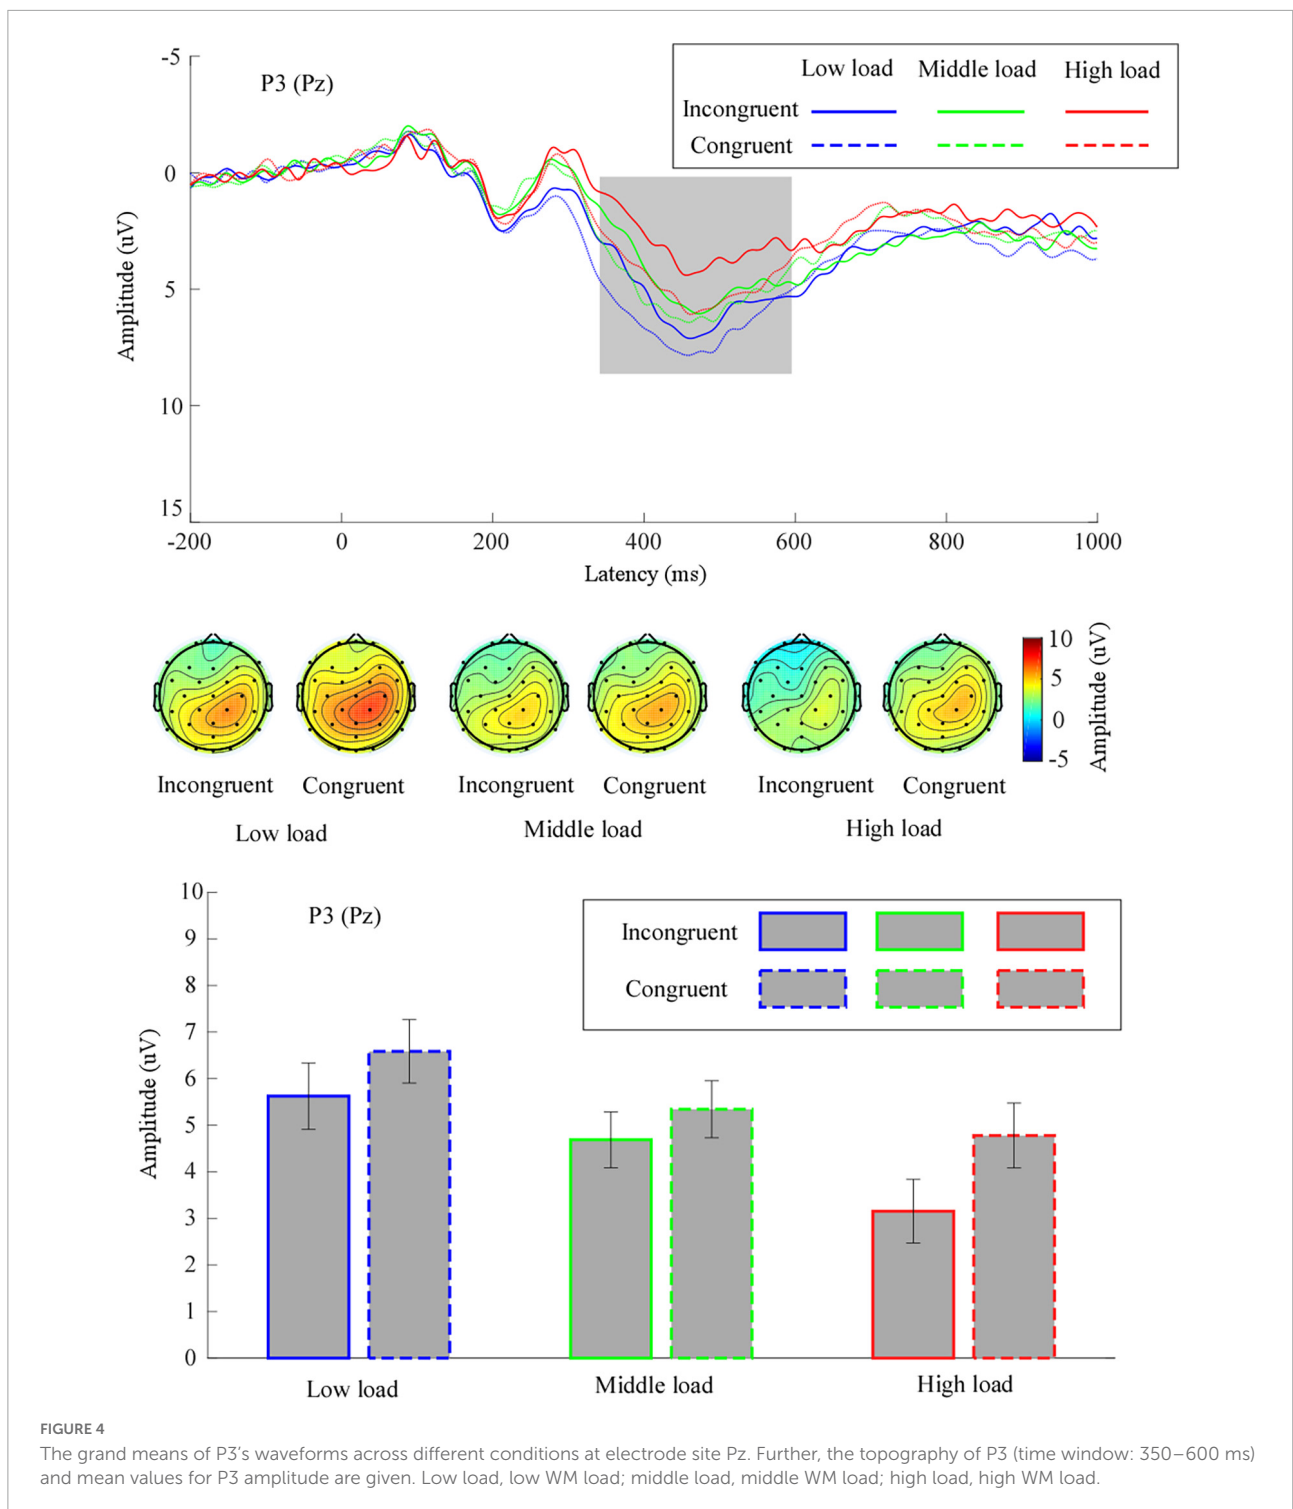 -5
P3 (Pz)
0
5
10
15
Amplitude (uV)
-200 0 200 400 600 800 1000
Latency (ms)
Low load Middle load High load
Incongruent
Congruent
10
5
0
-5
Amplitude (uV)
Incongruent Congruent Incongruent Congruent Incongruent Congruent
Low load Middle load High load
10
9
8
7
6
5
4
3
2
1
0
P3 (Pz)
Amplitude (uV)
Incongruent
Congruent
Low load Middle load High load
FIGURE 4
The grand means of P3's waveforms across different conditions at electrode site Pz. Further, the topography of P3 (time window: 350–600 ms)
and mean values for P3 amplitude are given. Low load, low WM load; middle load, middle WM load; high load, high WM load.